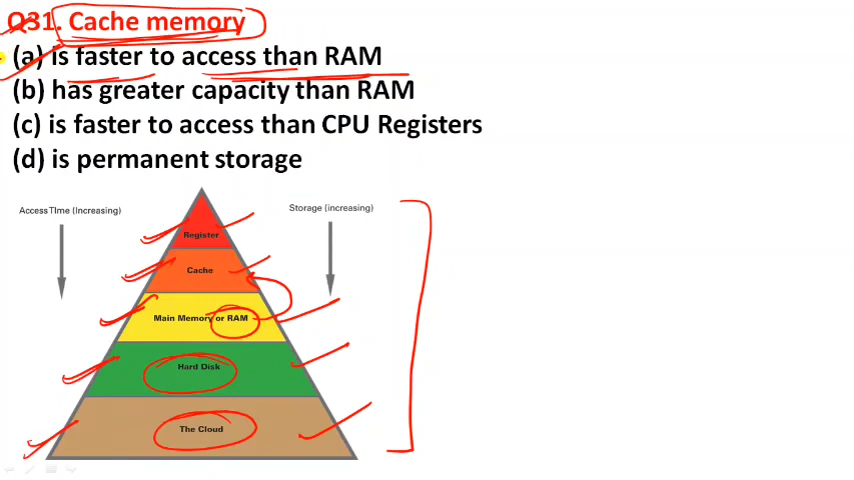 Q31. Cache memory
(a) is faster to access than RAM
(b) has greater capacity than RAM
(c) is faster to access than CPU Registers
(d) is permanent storage
Access TIme (Increasing)
Storage (increasing)
Register
Cache
Main Memory or RAM
Hard Disk
The Cloud